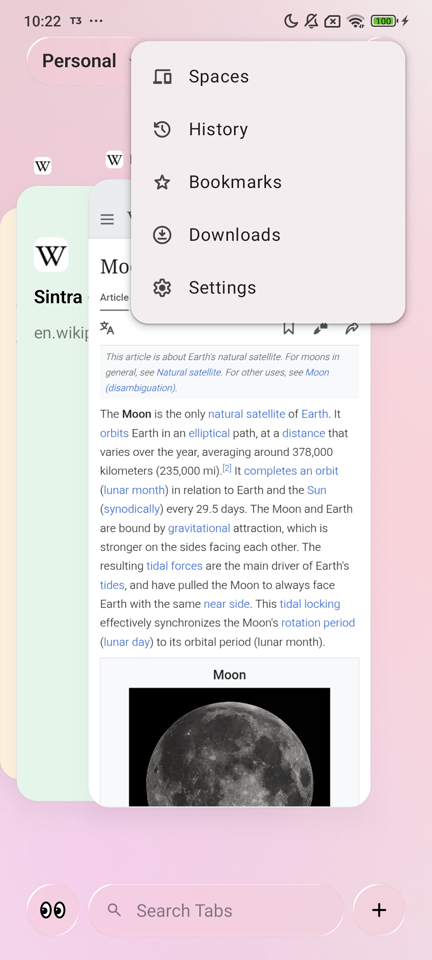 10:22 T3 ...
100
Personal
Spaces
History
Bookmarks
Downloads
Settings
W
W
W
Sintra
en.wikip
Article
This article is about Earth's natural satellite. For moons in
general, see Natural satellite. For other uses, see Moon
(disambiguation).
The Moon is the only natural satellite of Earth. It
orbits Earth in an elliptical path, at a distance that
varies over the year, averaging around 378,000
kilometers (235,000 mi).[2] It completes an orbit
(lunar month) in relation to Earth and the Sun
(synodically) every 29.5 days. The Moon and Earth
are bound by gravitational attraction, which is
stronger on the sides facing each other. The
resulting tidal forces are the main driver of Earth's
tides, and have pulled the Moon to always face
Earth with the same near side. This tidal locking
effectively synchronizes the Moon's rotation period
(lunar day) to its orbital period (lunar month).
Moon
Search Tabs